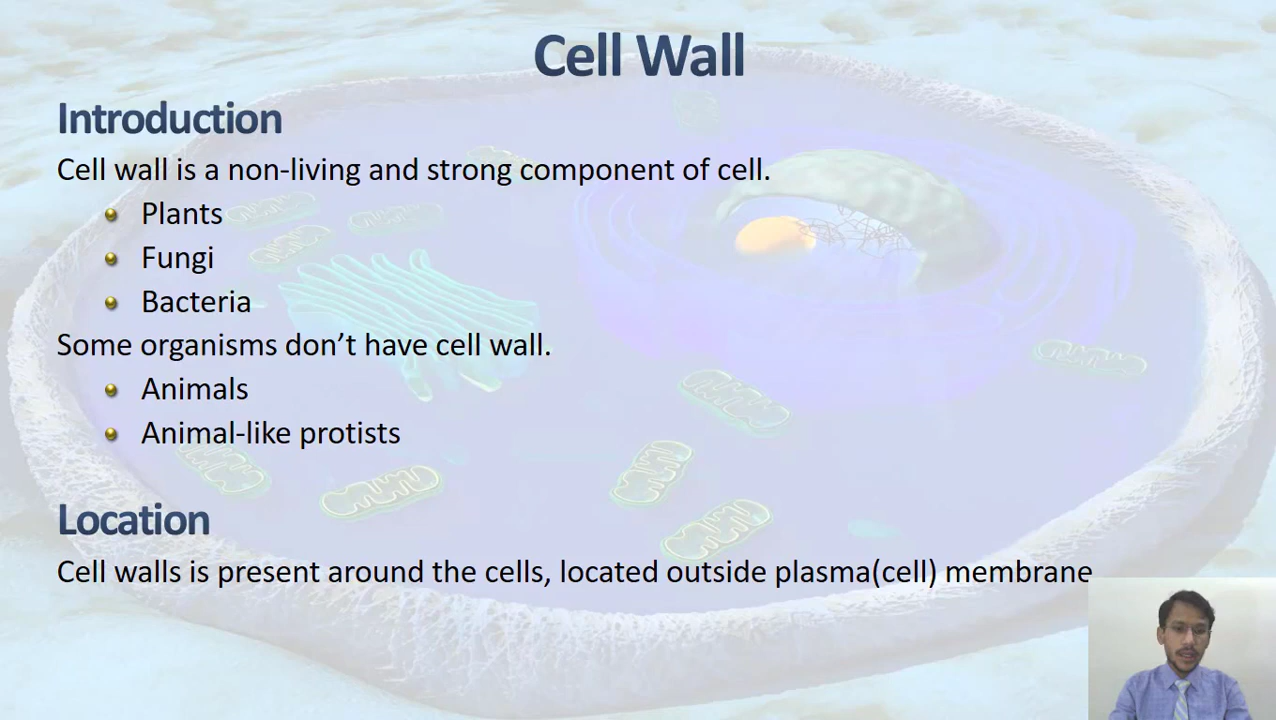 Cell Wall
Introduction
Cell wall is a non-living and strong component of cell.
Plants
Fungi
Bacteria
Some organisms don’t have cell wall.
Animals
Animal-like protists
Location
Cell walls is present around the cells, located outside plasma(cell) membrane